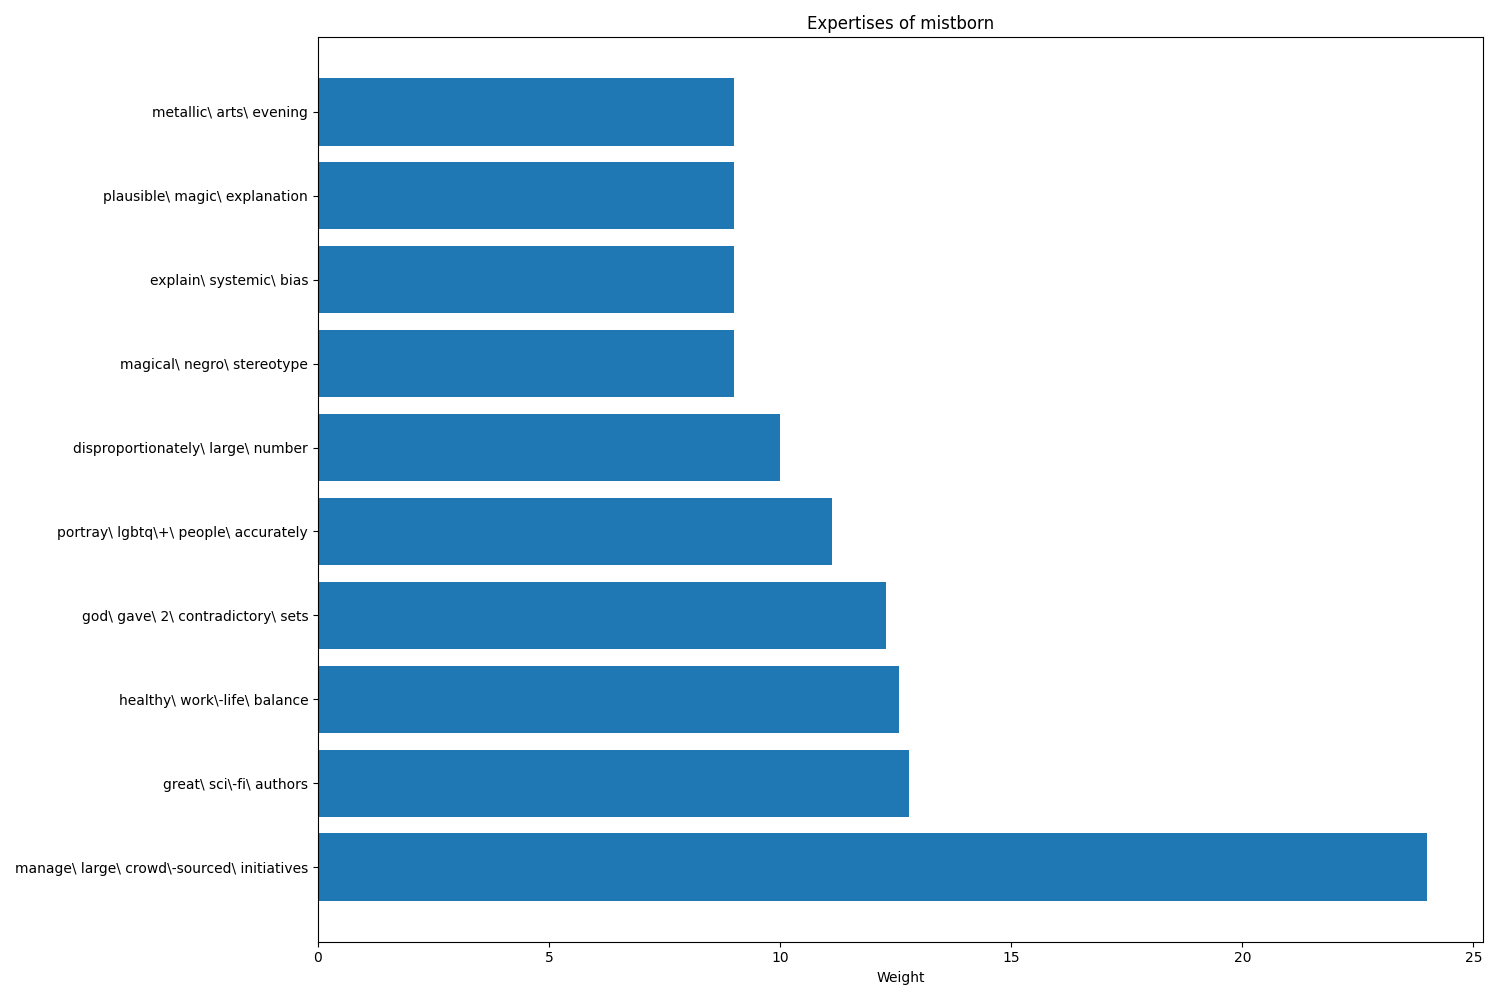 Expertises of mistborn
metallic\ arts\ evening
plausible\ magic\ explanation
explain\ systemic\ bias
magical\ negro\ stereotype
disproportionately\ large\ number
portray\ lgbtq\+\ people\ accurately
god\ gave\ 2\ contradictory\ sets
healthy\ work\-life\ balance
great\ sci\-fi\ authors
manage\ large\ crowd\-sourced\ initiatives
0 5 10 15 20 25
Weight